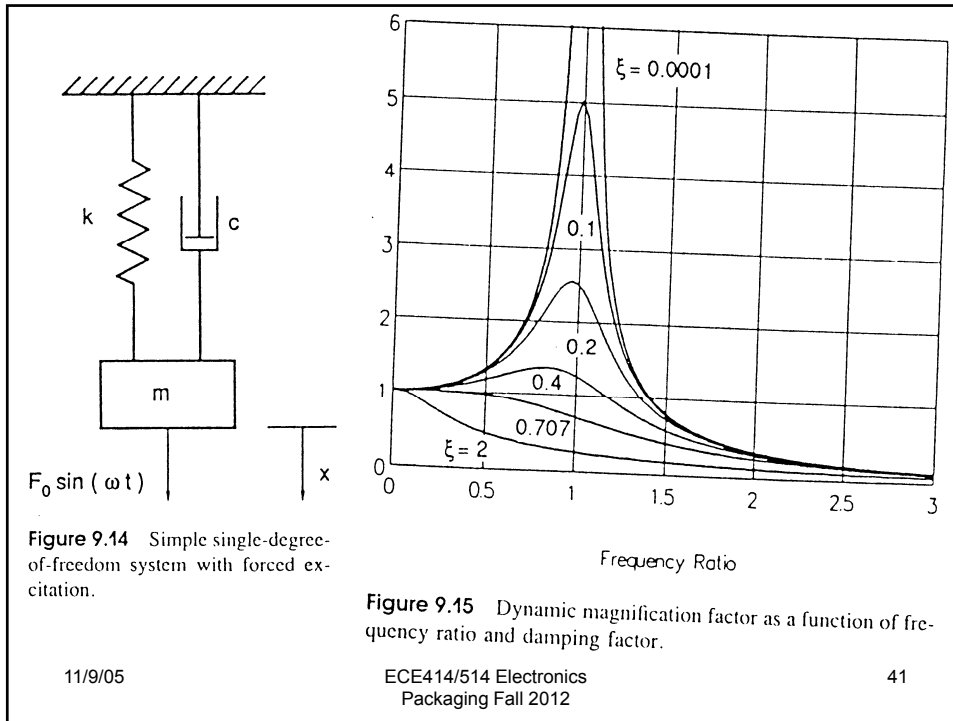 k
c
m
F₀ sin ( ωt )
x
Figure 9.14 Simple single-degree-
of-freedom system with forced ex-
citation.
6
5
4
3
2
1
0
ξ = 0.0001
0.1
0.2
0.4
0.707
ξ = 2
0
0.5
1
1.5
2
2.5
3
Frequency Ratio
Figure 9.15 Dynamic magnification factor as a function of fre-
quency ratio and damping factor.
11/9/05
ECE414/514 Electronics
Packaging Fall 2012
41